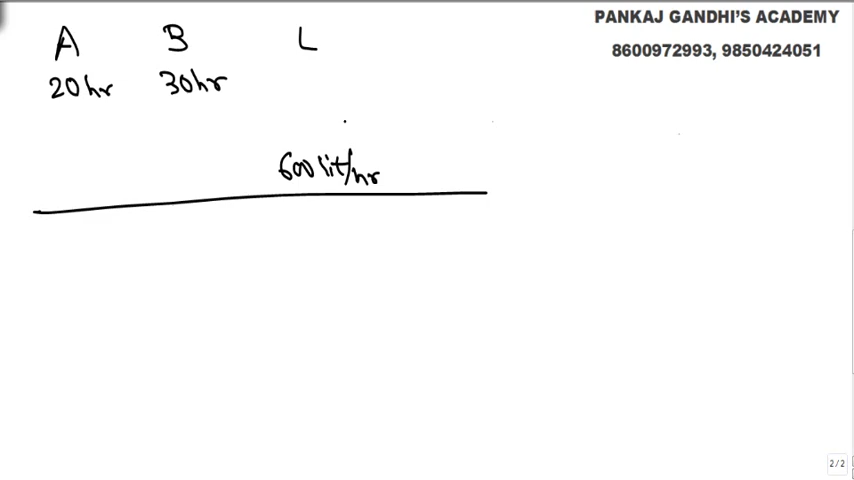 PANKAJ GANDHI'S ACADEMY
8600972993, 9850424051
A B L
20hr 30hr
600 lit/hr
2/2